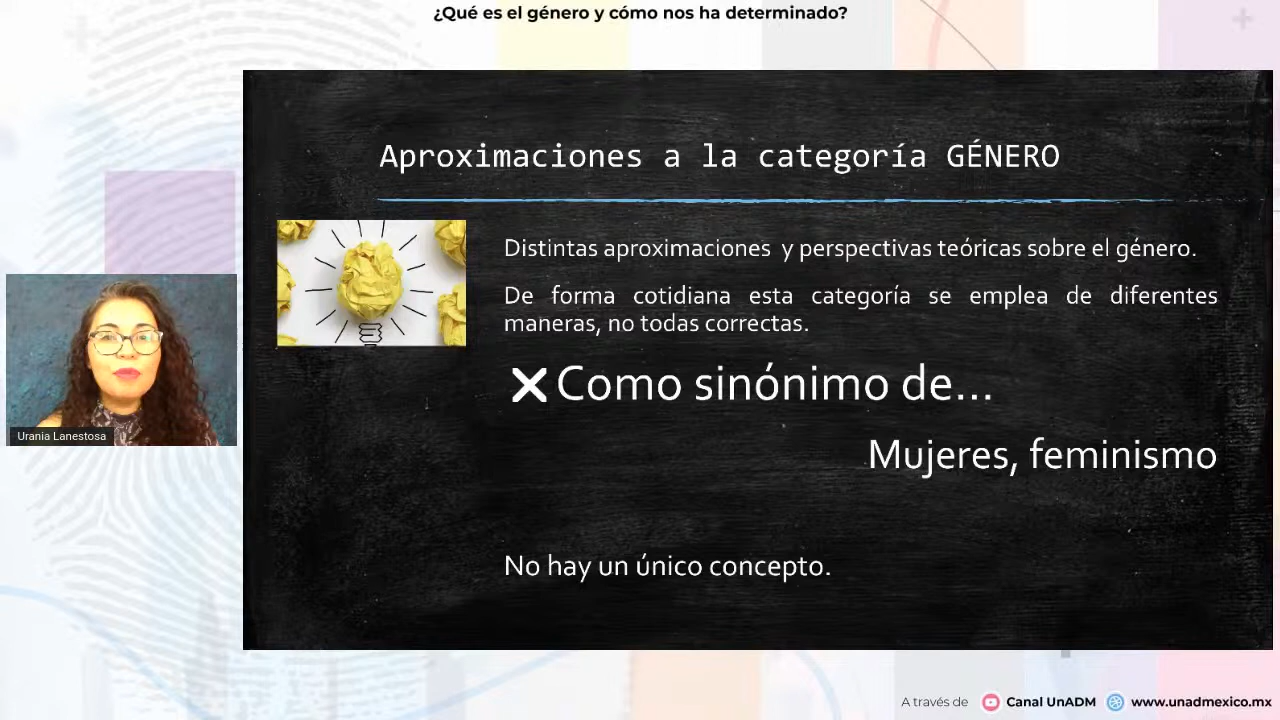 ¿Qué es el género y cómo nos ha determinado?
Aproximaciones a la categoría GÉNERO
Distintas aproximaciones y perspectivas teóricas sobre el género.
De forma cotidiana esta categoría se emplea de diferentes
maneras, no todas correctas.
❌Como sinónimo de...
Mujeres, feminismo
No hay un único concepto.
Urania Lanestosa
A través de Canal UnADM www.unadmexico.mx